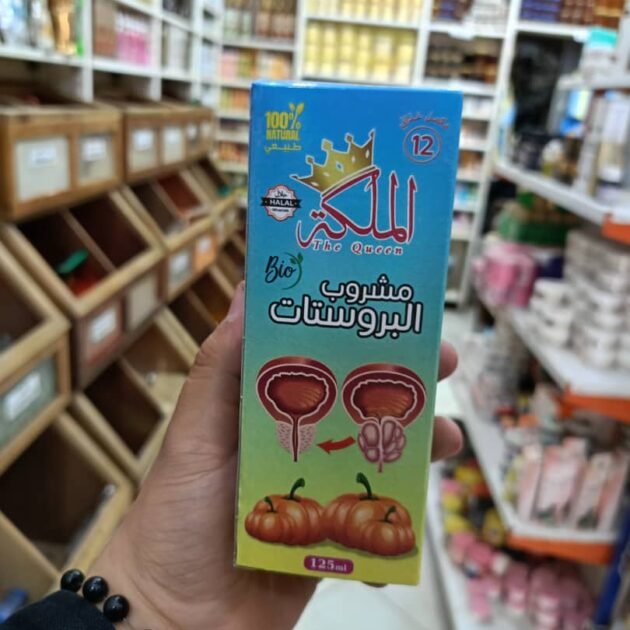 100%
NATURAL
طبيعي
12
HALAL
الملكة
The Queen
Bio
مشروب
البروستات
125ml